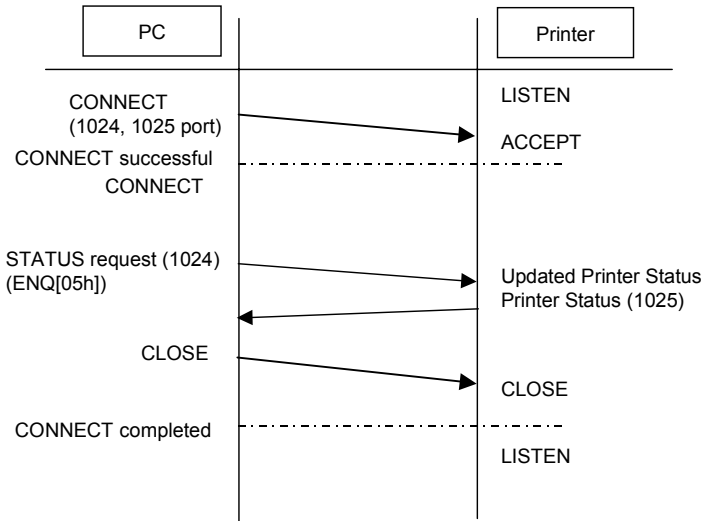 PC
Printer
CONNECT
(1024, 1025 port)
LISTEN
ACCEPT
CONNECT successful
CONNECT
STATUS request (1024)
(ENQ[05h])
Updated Printer Status
Printer Status (1025)
CLOSE
CLOSE
CONNECT completed
LISTEN